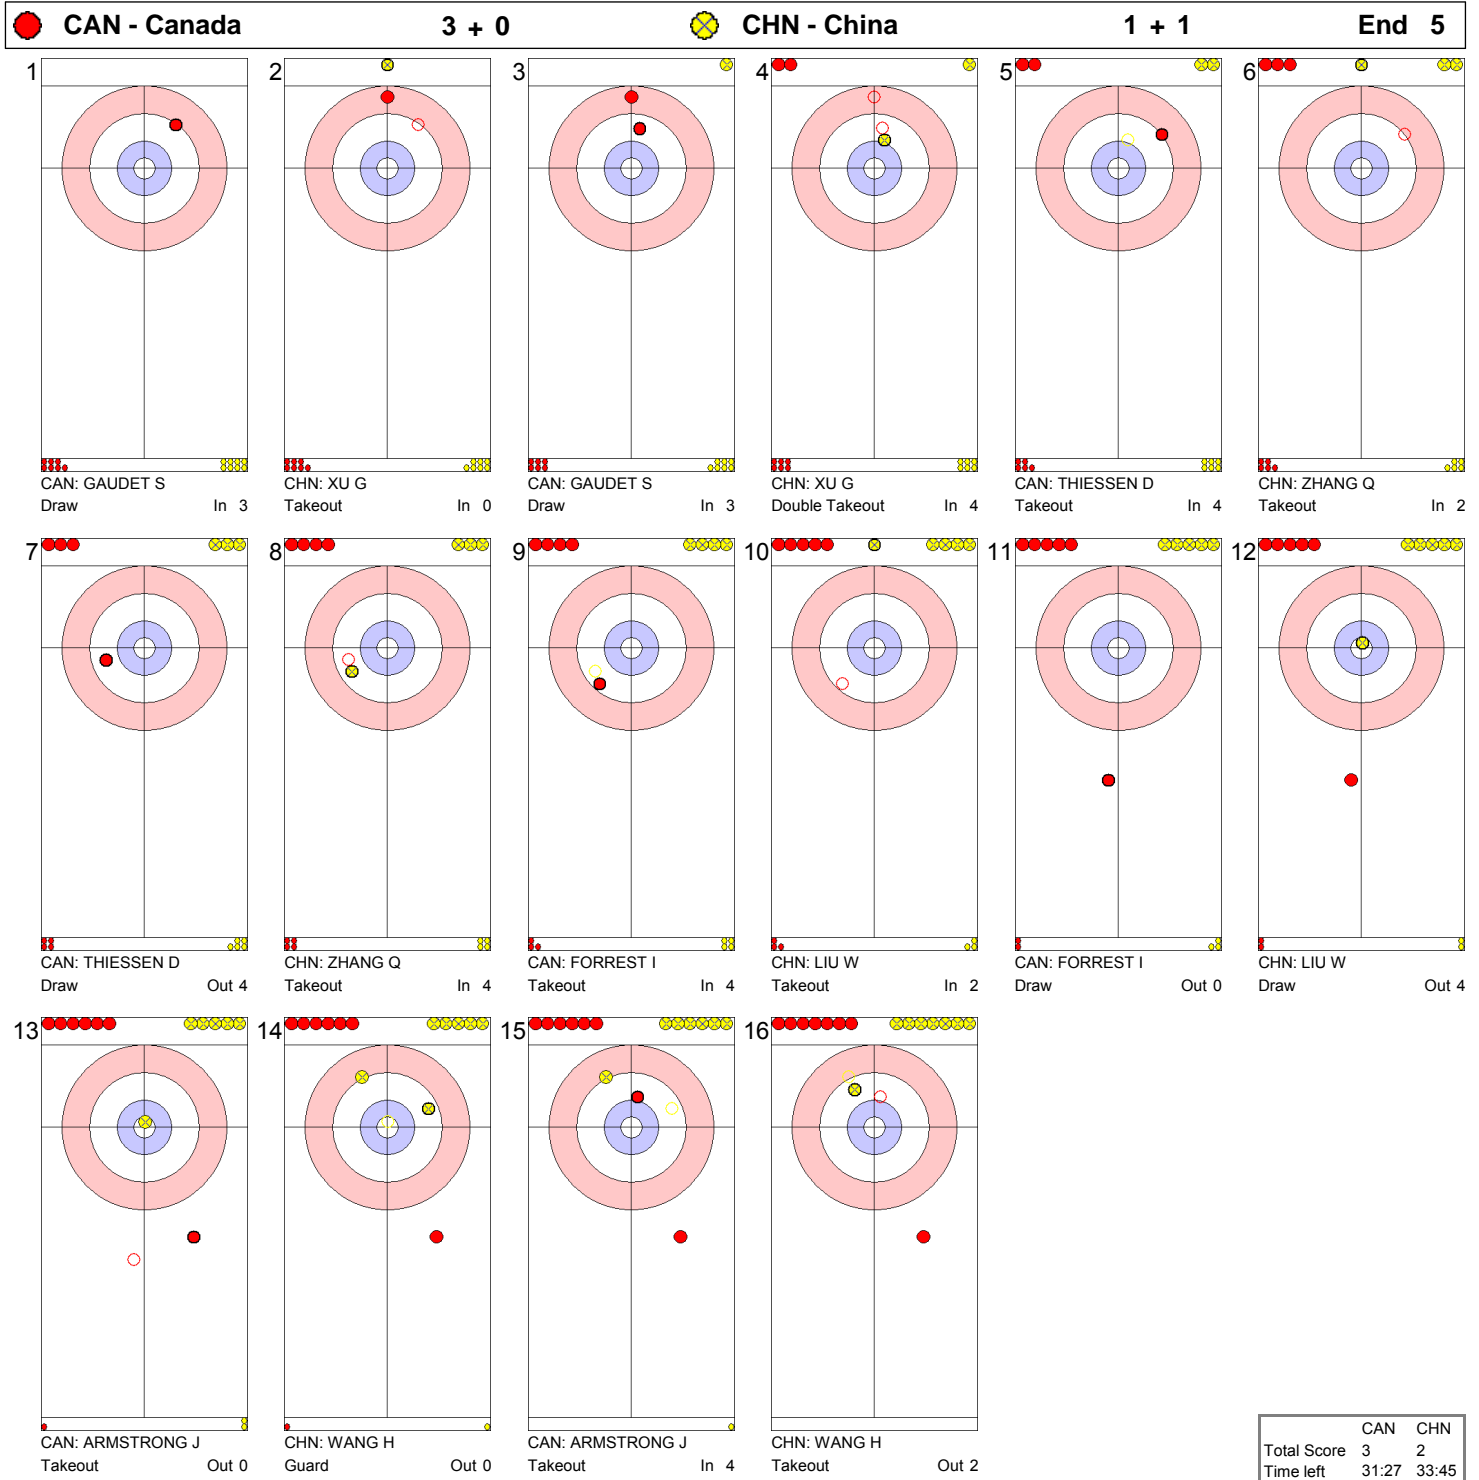 CAN - Canada 3 + 0 CHN - China 1 + 1 End 5
1 2 3 4 5 6
CAN: GAUDET S CHN: XU G CAN: GAUDET S CHN: XU G CAN: THIESSEN D CHN: ZHANG Q
Draw In 3 Takeout In 0 Draw In 3 Double Takeout In 4 Takeout In 4 Takeout In 2
7 8 9 10 11 12
CAN: THIESSEN D CHN: ZHANG Q CAN: FORREST I CHN: LIU W CAN: FORREST I CHN: LIU W
Draw Out 4 Takeout In 4 Takeout In 4 Takeout In 2 Draw Out 0 Draw Out 4
13 14 15 16
CAN: ARMSTRONG J CHN: WANG H CAN: ARMSTRONG J CHN: WANG H
Takeout Out 0 Guard Out 0 Takeout In 4 Takeout Out 2
CAN CHN
Total Score 3 2
Time left 31:27 33:45